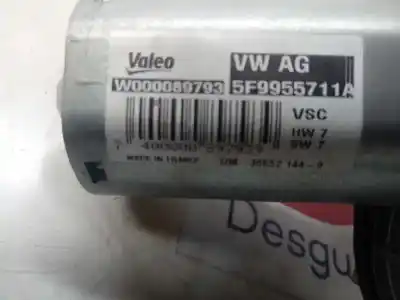 Valeo VW AG
W000080793 5F9955711A
VSC
HW 7
SW 7
MADE IN FRANCE
Desgu